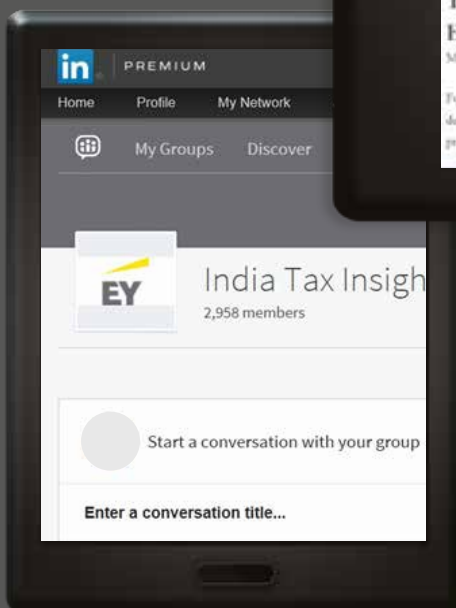 in PREMIUM
Home Profile My Network
My Groups Discover
EY
India Tax Insigh
2,958 members
Start a conversation with your group
Enter a conversation title...